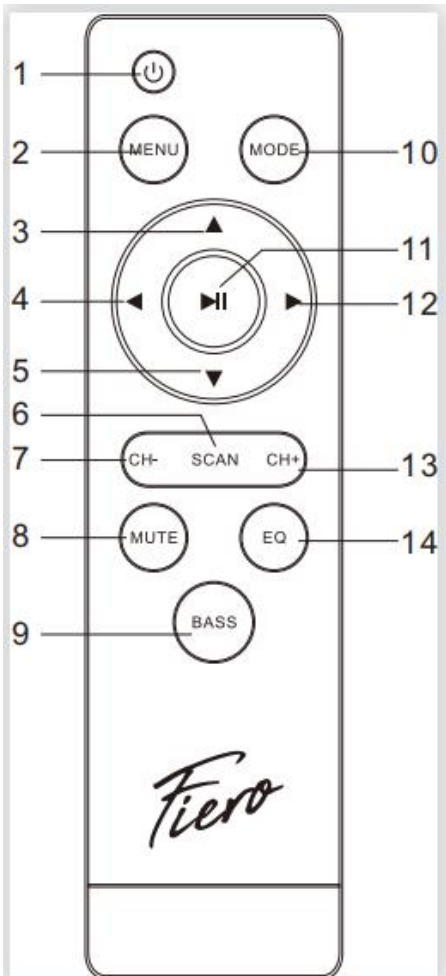 1
2 MENU MODE 10
3
11
4 12
5
6
7 CH- SCAN CH+ 13
8 MUTE EQ 14
9 BASS
Fiero